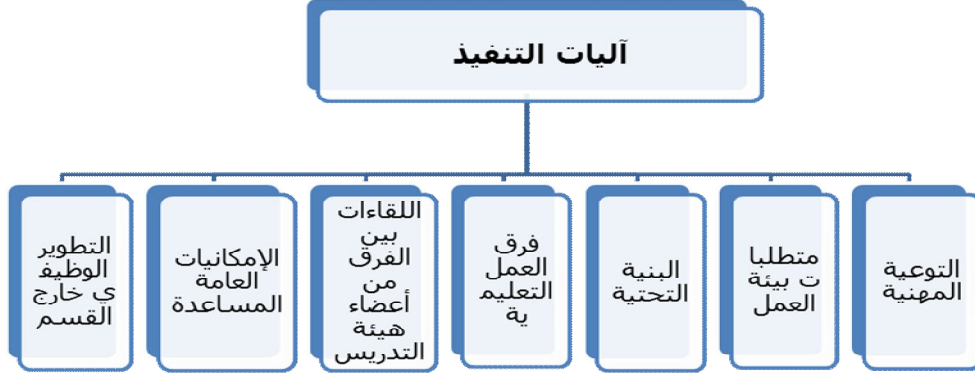 آليات التنفيذ
التوعية
المهنية
متطلبا
ت بيئة
العمل
البنية
التحتية
فرق
العمل
التعليم
ية
اللقاءات
بين
الفرق
من
أعضاء
هيئة
التدريس
الإمكانيات
العامة
المساعدة
التطوير
الوظيف
ي خارج
القسم